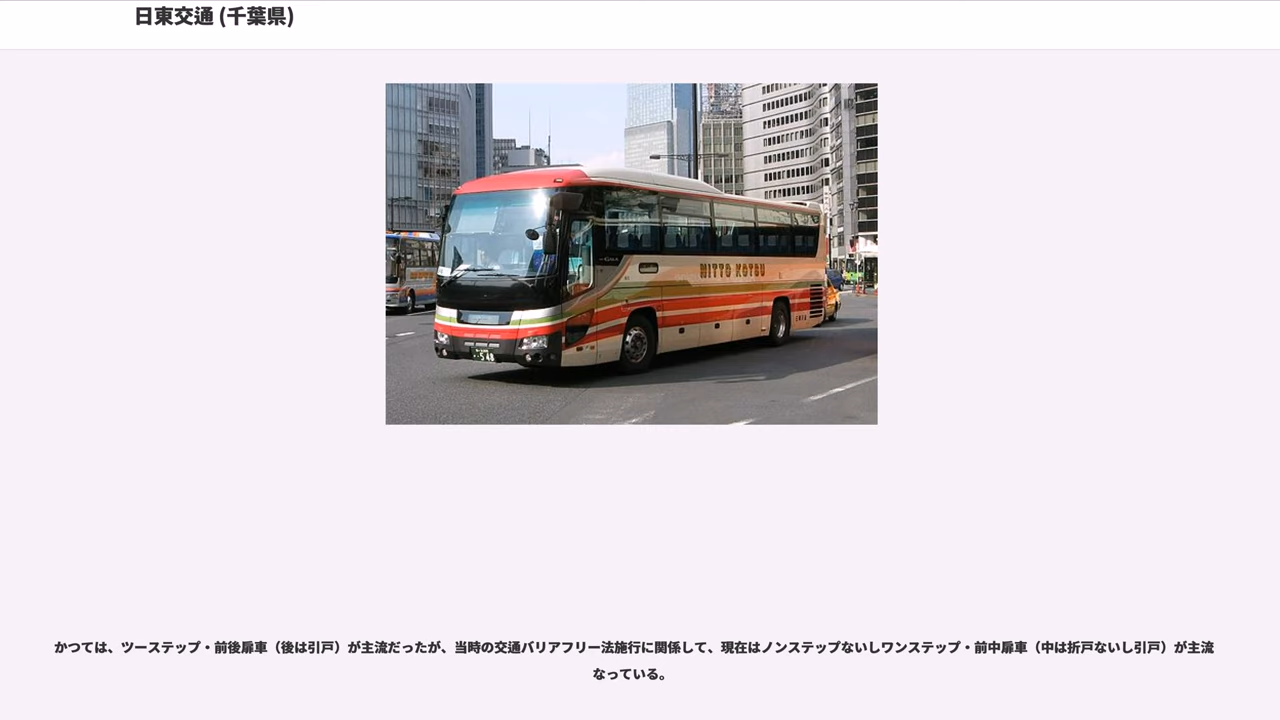 日東交通 (千葉県)
NITTO KOTSU
548
かつては、ツーステップ・前後扉車（後は引戸）が主流だったが、当時の交通バリアフリー法施行に関係して、現在はノンステップないしワンステップ・前中扉車（中は折戸ないし引戸）が主流
なっている。